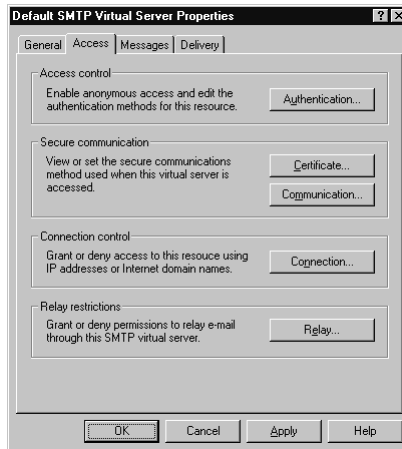 Default SMTP Virtual Server Properties
General Access Messages Delivery
Access control
Enable anonymous access and edit the
authentication methods for this resource.
Authentication...
Secure communication
View or set the secure communications
method used when this virtual server is
accessed.
Certificate...
Communication...
Connection control
Grant or deny access to this resouce using
IP addresses or Internet domain names.
Connection...
Relay restrictions
Grant or deny permissions to relay e-mail
through this SMTP virtual server.
Relay...
OK Cancel Apply Help